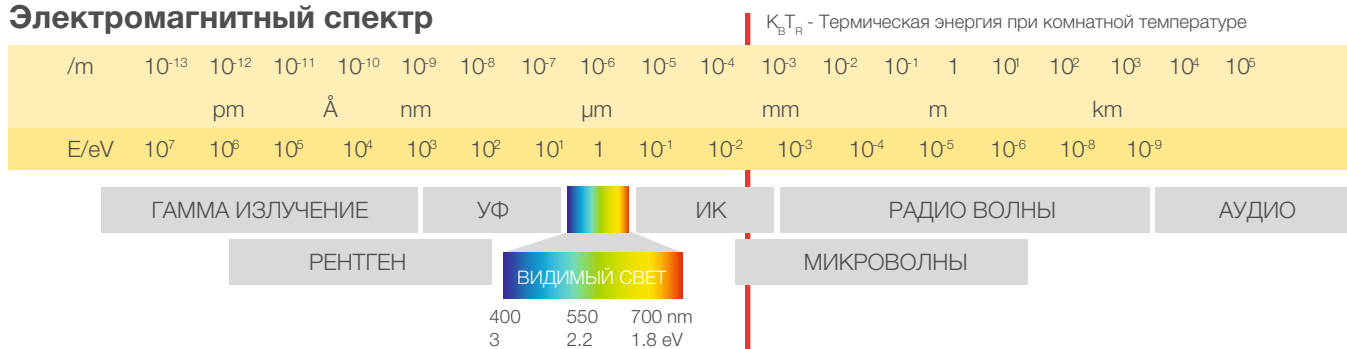 Электромагнитный спектр
K_BT_R - Термическая энергия при комнатной температуре
/m 10⁻¹³ 10⁻¹² 10⁻¹¹ 10⁻¹⁰ 10⁻⁹ 10⁻⁸ 10⁻⁷ 10⁻⁶ 10⁻⁵ 10⁻⁴ 10⁻³ 10⁻² 10⁻¹ 1 10¹ 10² 10³ 10⁴ 10⁵
pm Å nm µm mm m km
E/eV 10⁷ 10⁶ 10⁵ 10⁴ 10³ 10² 10¹ 1 10⁻¹ 10⁻² 10⁻³ 10⁻⁴ 10⁻⁵ 10⁻⁶ 10⁻⁸ 10⁻⁹
ГАММА ИЗЛУЧЕНИЕ УФ ИК РАДИО ВОЛНЫ АУДИО
РЕНТГЕН ВИДИМЫЙ СВЕТ МИКРОВОЛНЫ
400 550 700 nm
3 2.2 1.8 eV